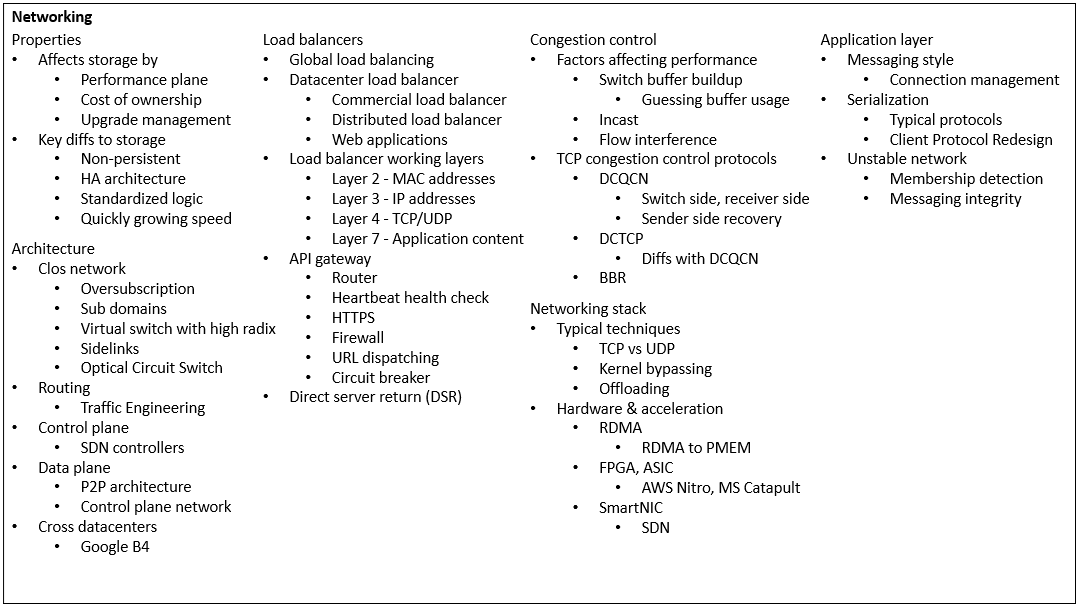 Networking
Properties
• Affects storage by
• Performance plane
• Cost of ownership
• Upgrade management
• Key diffs to storage
• Non-persistent
• HA architecture
• Standardized logic
• Quickly growing speed
Architecture
• Clos network
• Oversubscription
• Sub domains
• Virtual switch with high radix
• Sidelinks
• Optical Circuit Switch
• Routing
• Traffic Engineering
• Control plane
• SDN controllers
• Data plane
• P2P architecture
• Control plane network
• Cross datacenters
• Google B4
Load balancers
• Global load balancing
• Datacenter load balancer
• Commercial load balancer
• Distributed load balancer
• Web applications
• Load balancer working layers
• Layer 2 - MAC addresses
• Layer 3 - IP addresses
• Layer 4 - TCP/UDP
• Layer 7 - Application content
• API gateway
• Router
• Heartbeat health check
• HTTPS
• Firewall
• URL dispatching
• Circuit breaker
• Direct server return (DSR)
Congestion control
• Factors affecting performance
• Switch buffer buildup
• Guessing buffer usage
• Incast
• Flow interference
• TCP congestion control protocols
• DCQCN
• Switch side, receiver side
• Sender side recovery
• DCTCP
• Diffs with DCQCN
• BBR
Networking stack
• Typical techniques
• TCP vs UDP
• Kernel bypassing
• Offloading
• Hardware & acceleration
• RDMA
• RDMA to PMEM
• FPGA, ASIC
• AWS Nitro, MS Catapult
• SmartNIC
• SDN
Application layer
• Messaging style
• Connection management
• Serialization
• Typical protocols
• Client Protocol Redesign
• Unstable network
• Membership detection
• Messaging integrity